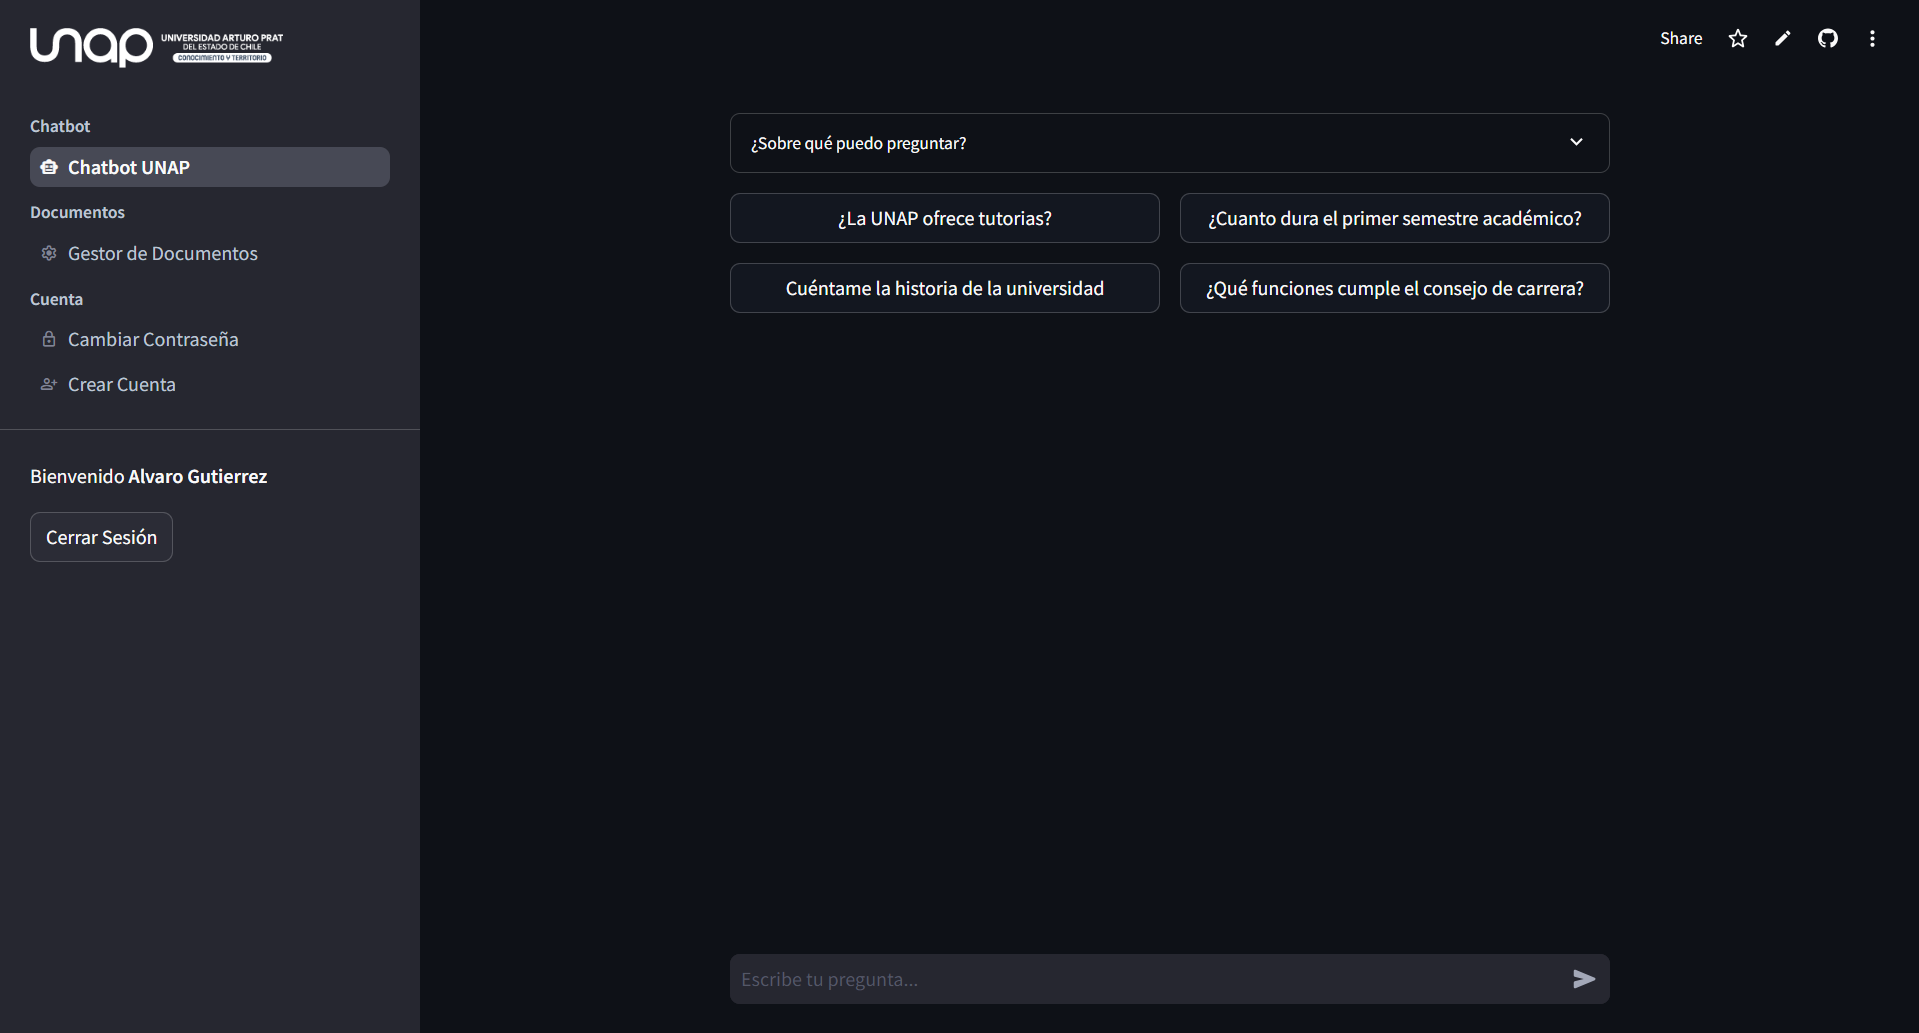 unap
UNIVERSIDAD ARTURO PRAT
DEL ESTADO DE CHILE
CONOCIMIENTO Y TERRITORIO
Chatbot
Chatbot UNAP
Documentos
Gestor de Documentos
Cuenta
Cambiar Contraseña
Crear Cuenta
Bienvenido Alvaro Gutierrez
Cerrar Sesión
Share
¿Sobre qué puedo preguntar?
¿La UNAP ofrece tutorias?
¿Cuanto dura el primer semestre académico?
Cuéntame la historia de la universidad
¿Qué funciones cumple el consejo de carrera?
Escribe tu pregunta...